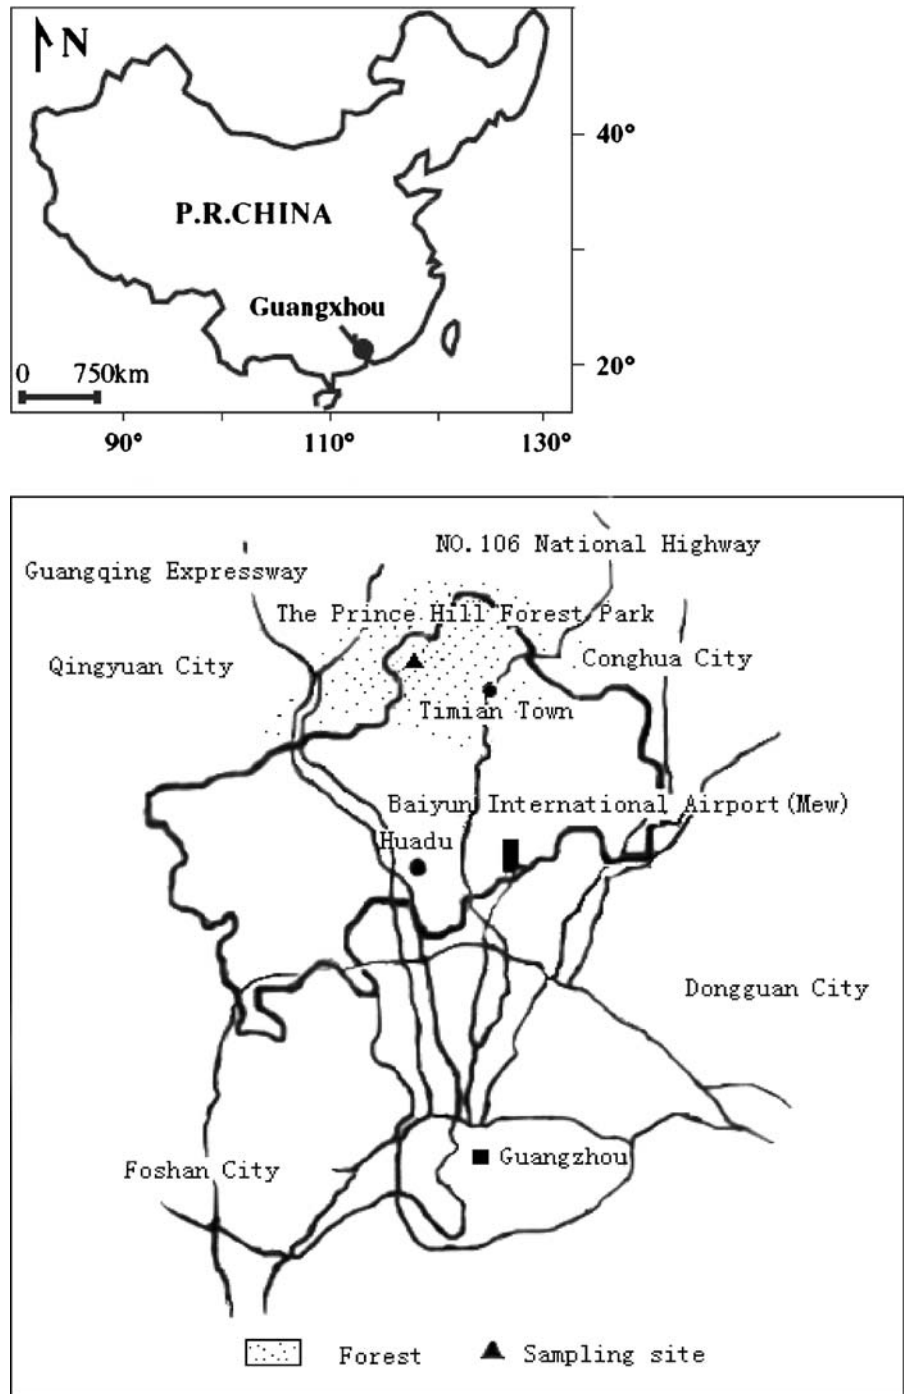 N
40°
P.R.CHINA
Guangxhou
0 750km
20°
90° 110° 130°
NO.106 National Highway
Guangqing Expressway
The Prince Hill Forest Park
Qingyuan City
Conghua City
Timian Town
Baiyun International Airport(Mew)
Huadu
Dongguan City
Guangzhou
Foshan City
Forest
Sampling site